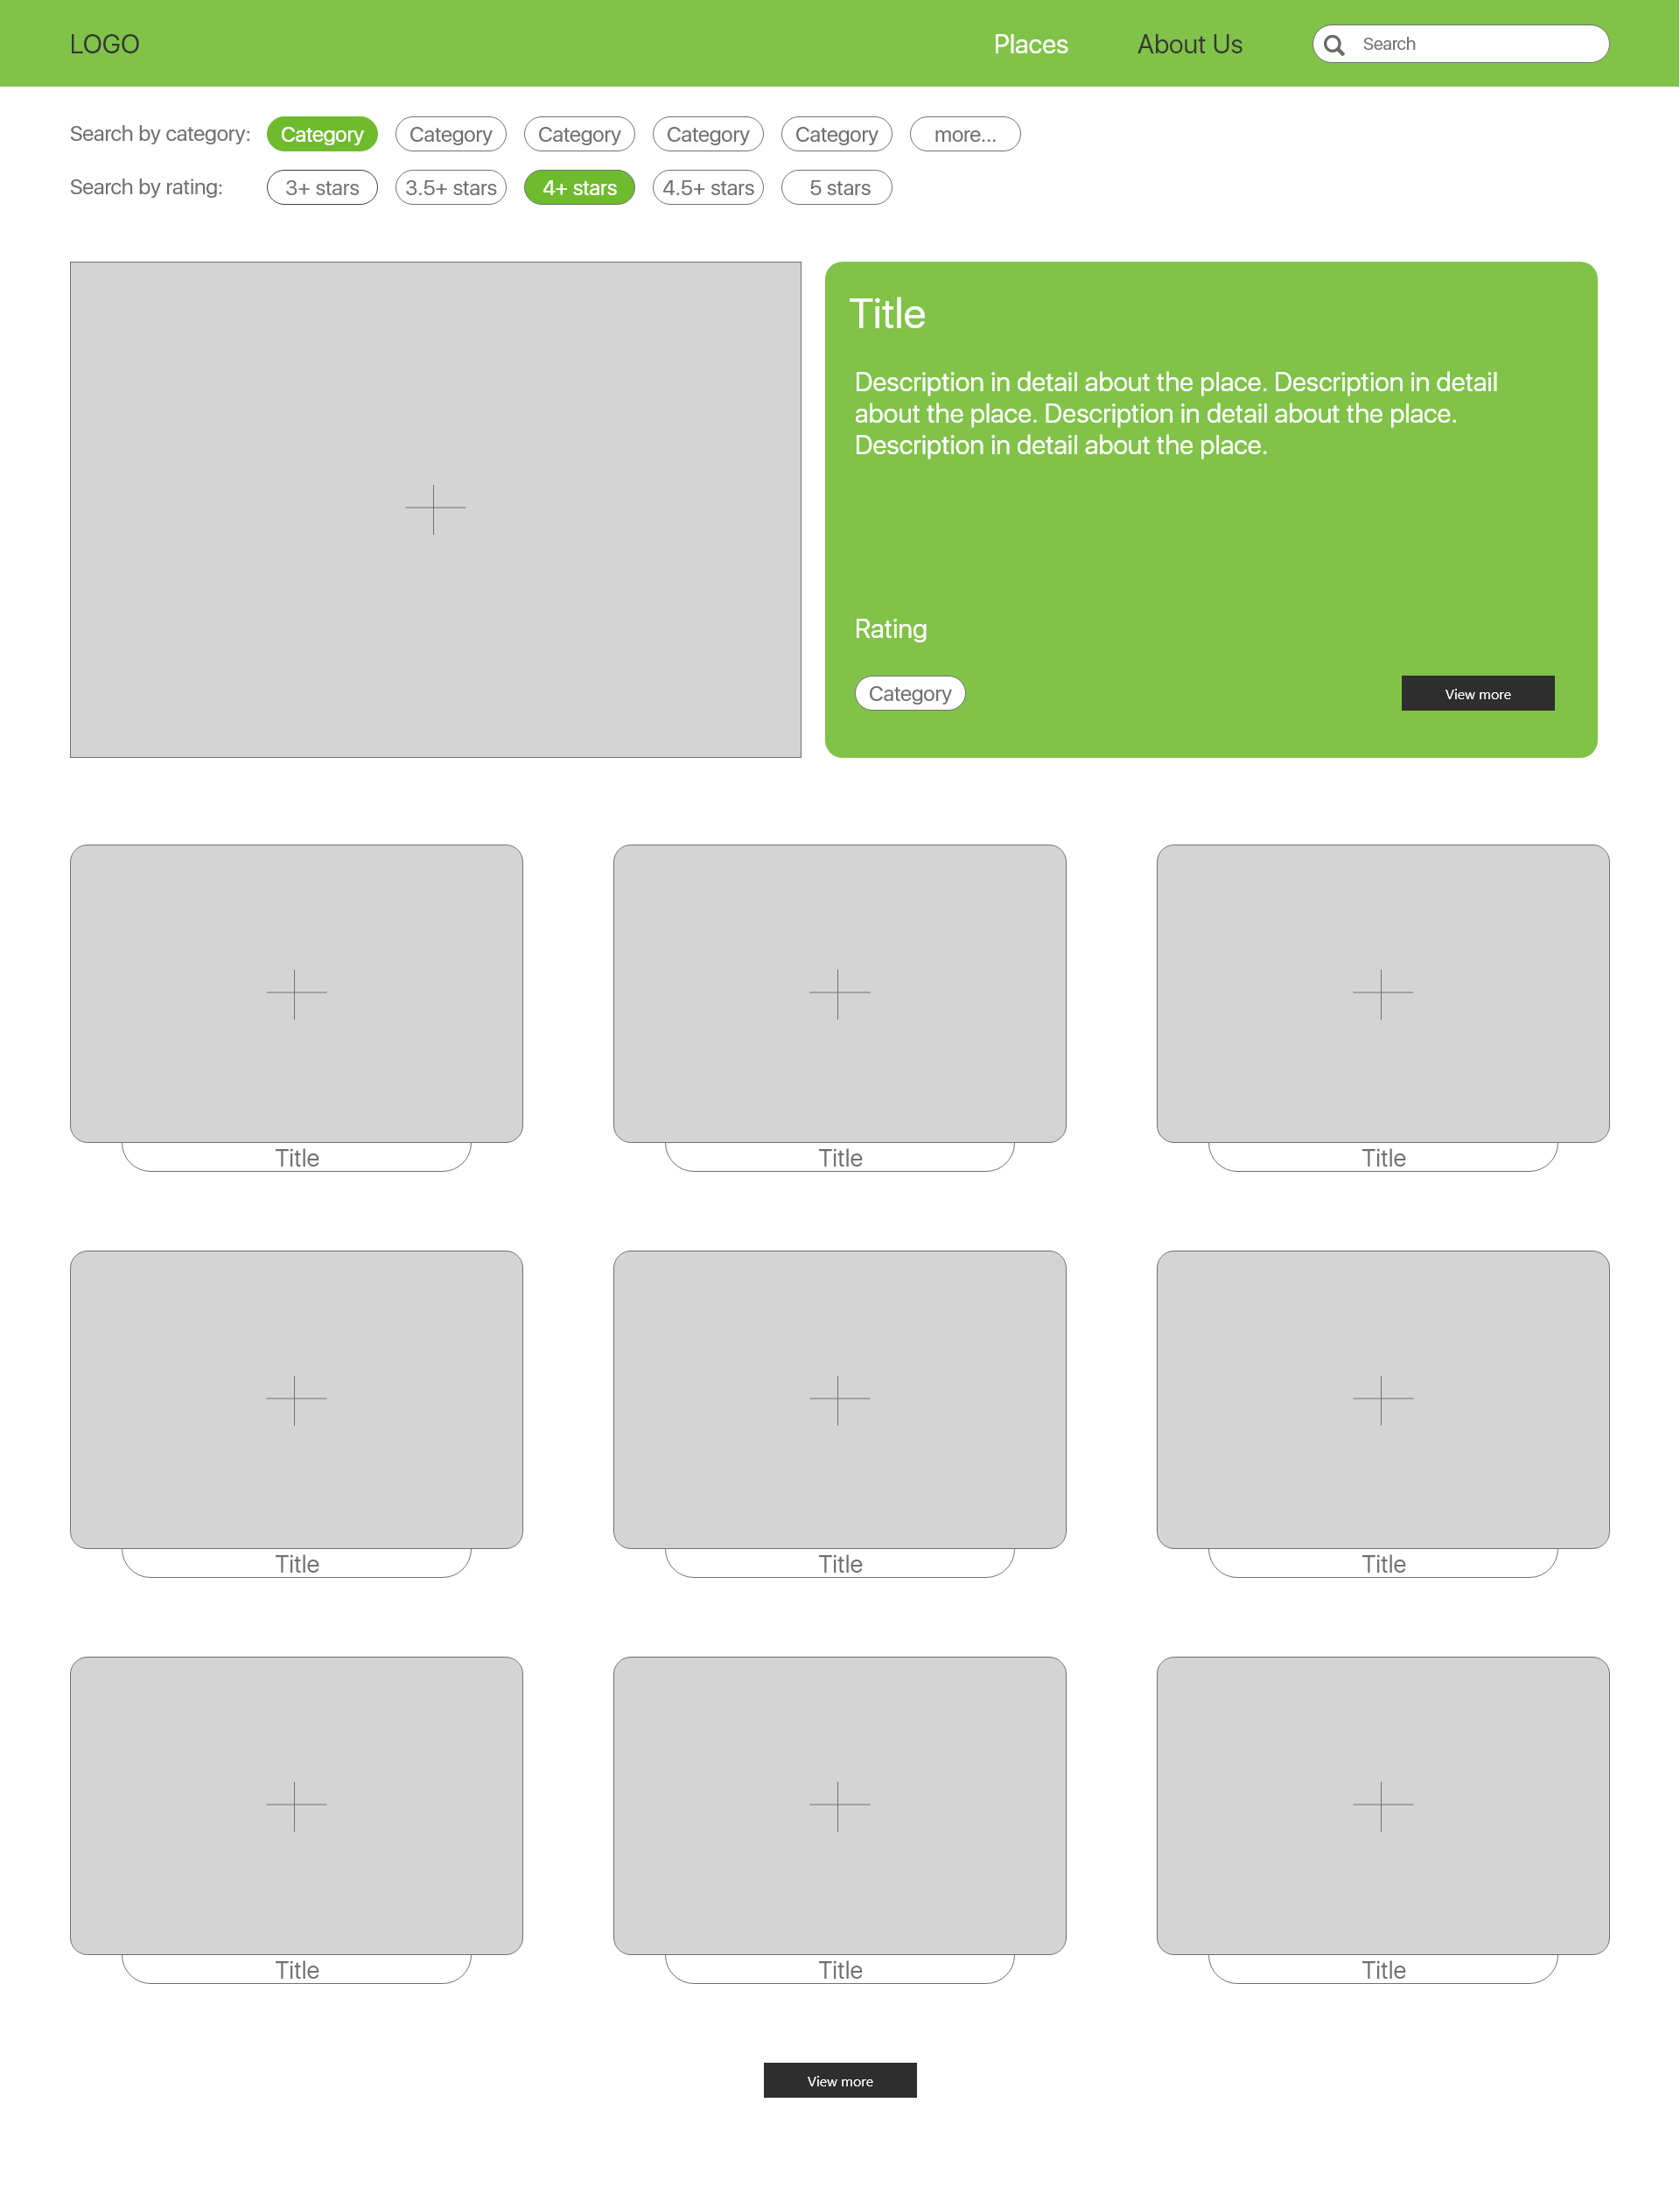 LOGO
Places
About Us
Search
Search by category:
Category
Category
Category
Category
Category
more...
Search by rating:
3+ stars
3.5+ stars
4+ stars
4.5+ stars
5 stars
Title
Description in detail about the place. Description in detail
about the place. Description in detail about the place.
Description in detail about the place.
Rating
Category
View more
Title
Title
Title
Title
Title
Title
Title
Title
Title
View more